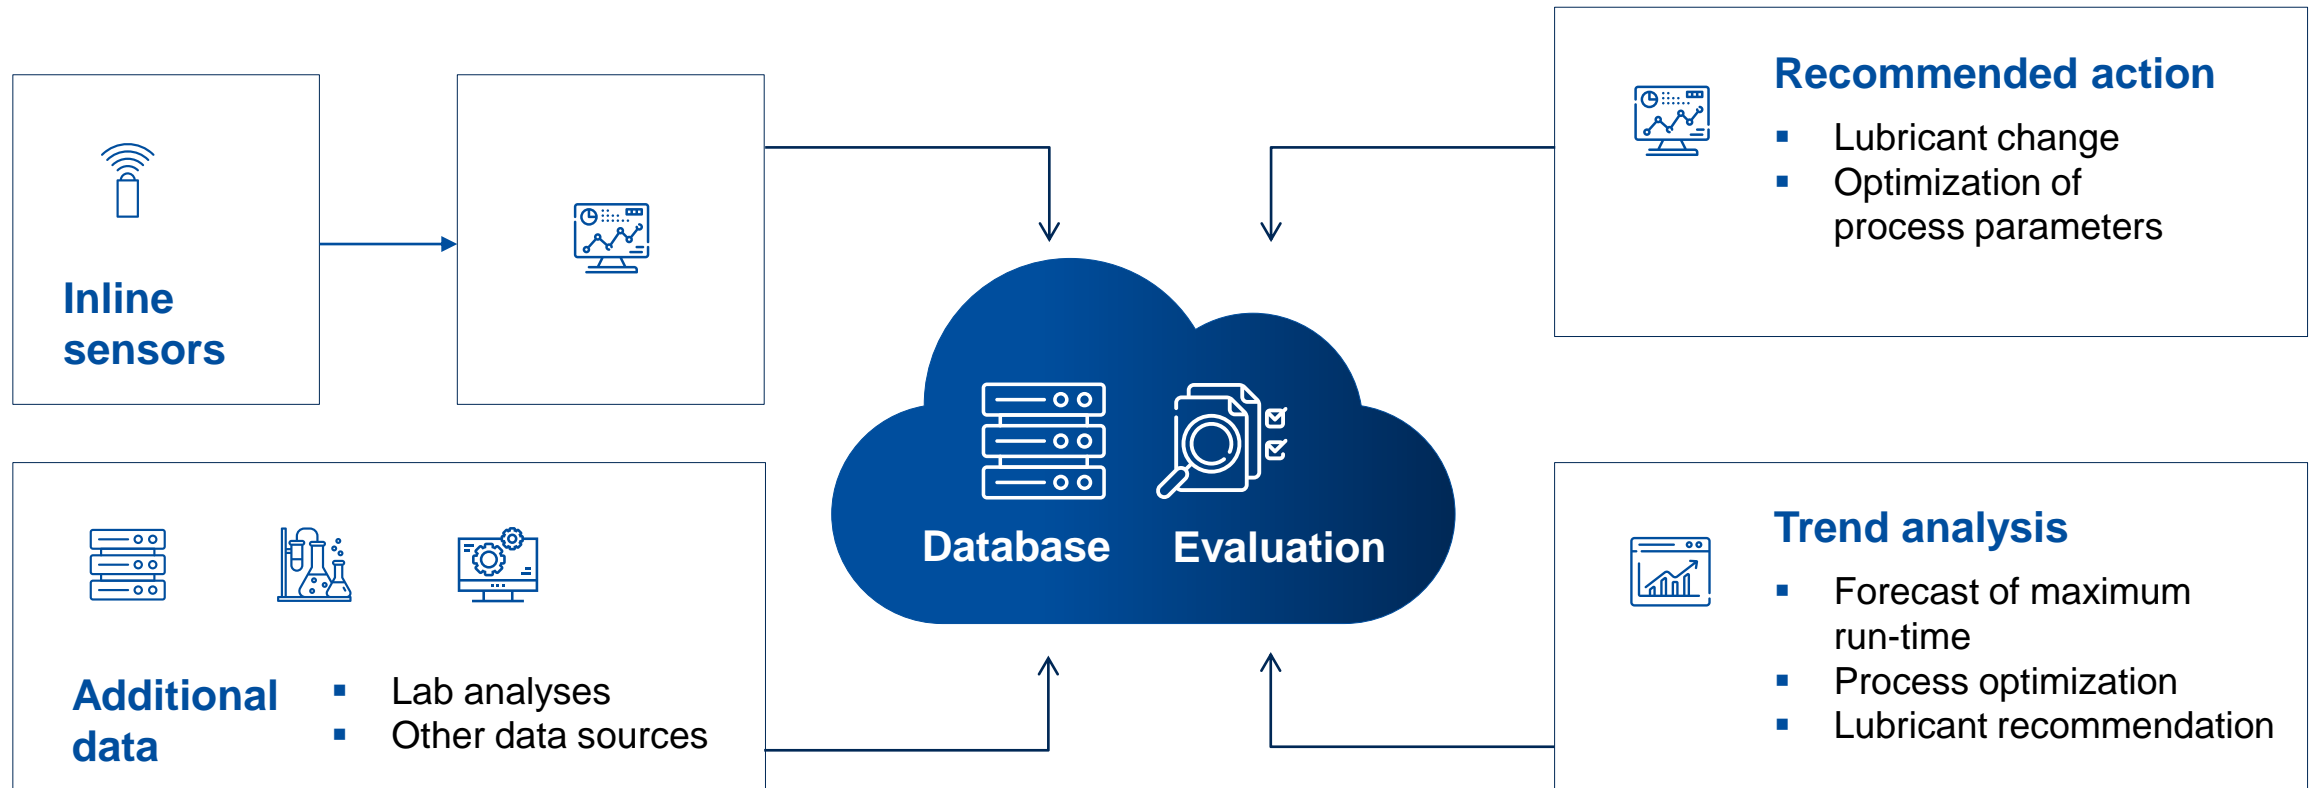 Inline
sensors
Additional
data
▪ Lab analyses
▪ Other data sources
Database
Evaluation
Recommended action
▪ Lubricant change
▪ Optimization of
process parameters
Trend analysis
▪ Forecast of maximum
run-time
▪ Process optimization
▪ Lubricant recommendation